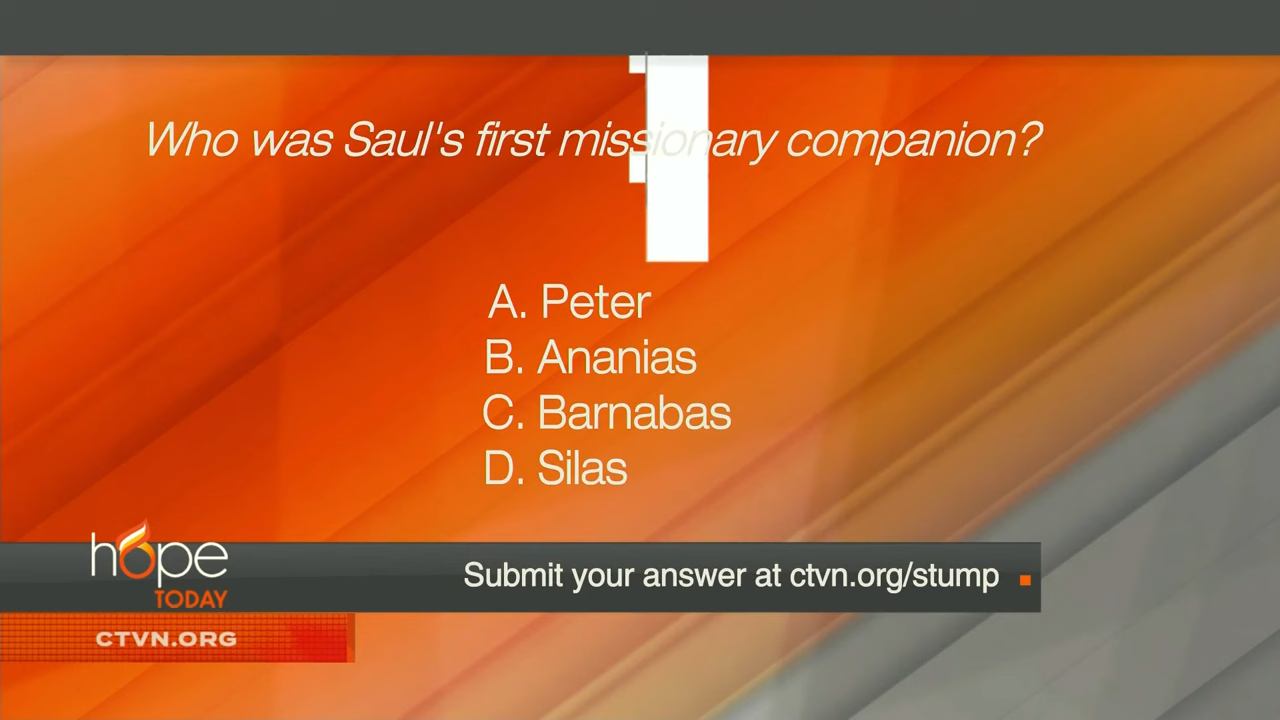 Who was Saul's first missionary companion?
A. Peter
B. Ananias
C. Barnabas
D. Silas
hope
TODAY
Submit your answer at ctvn.org/stump
CTVN.ORG